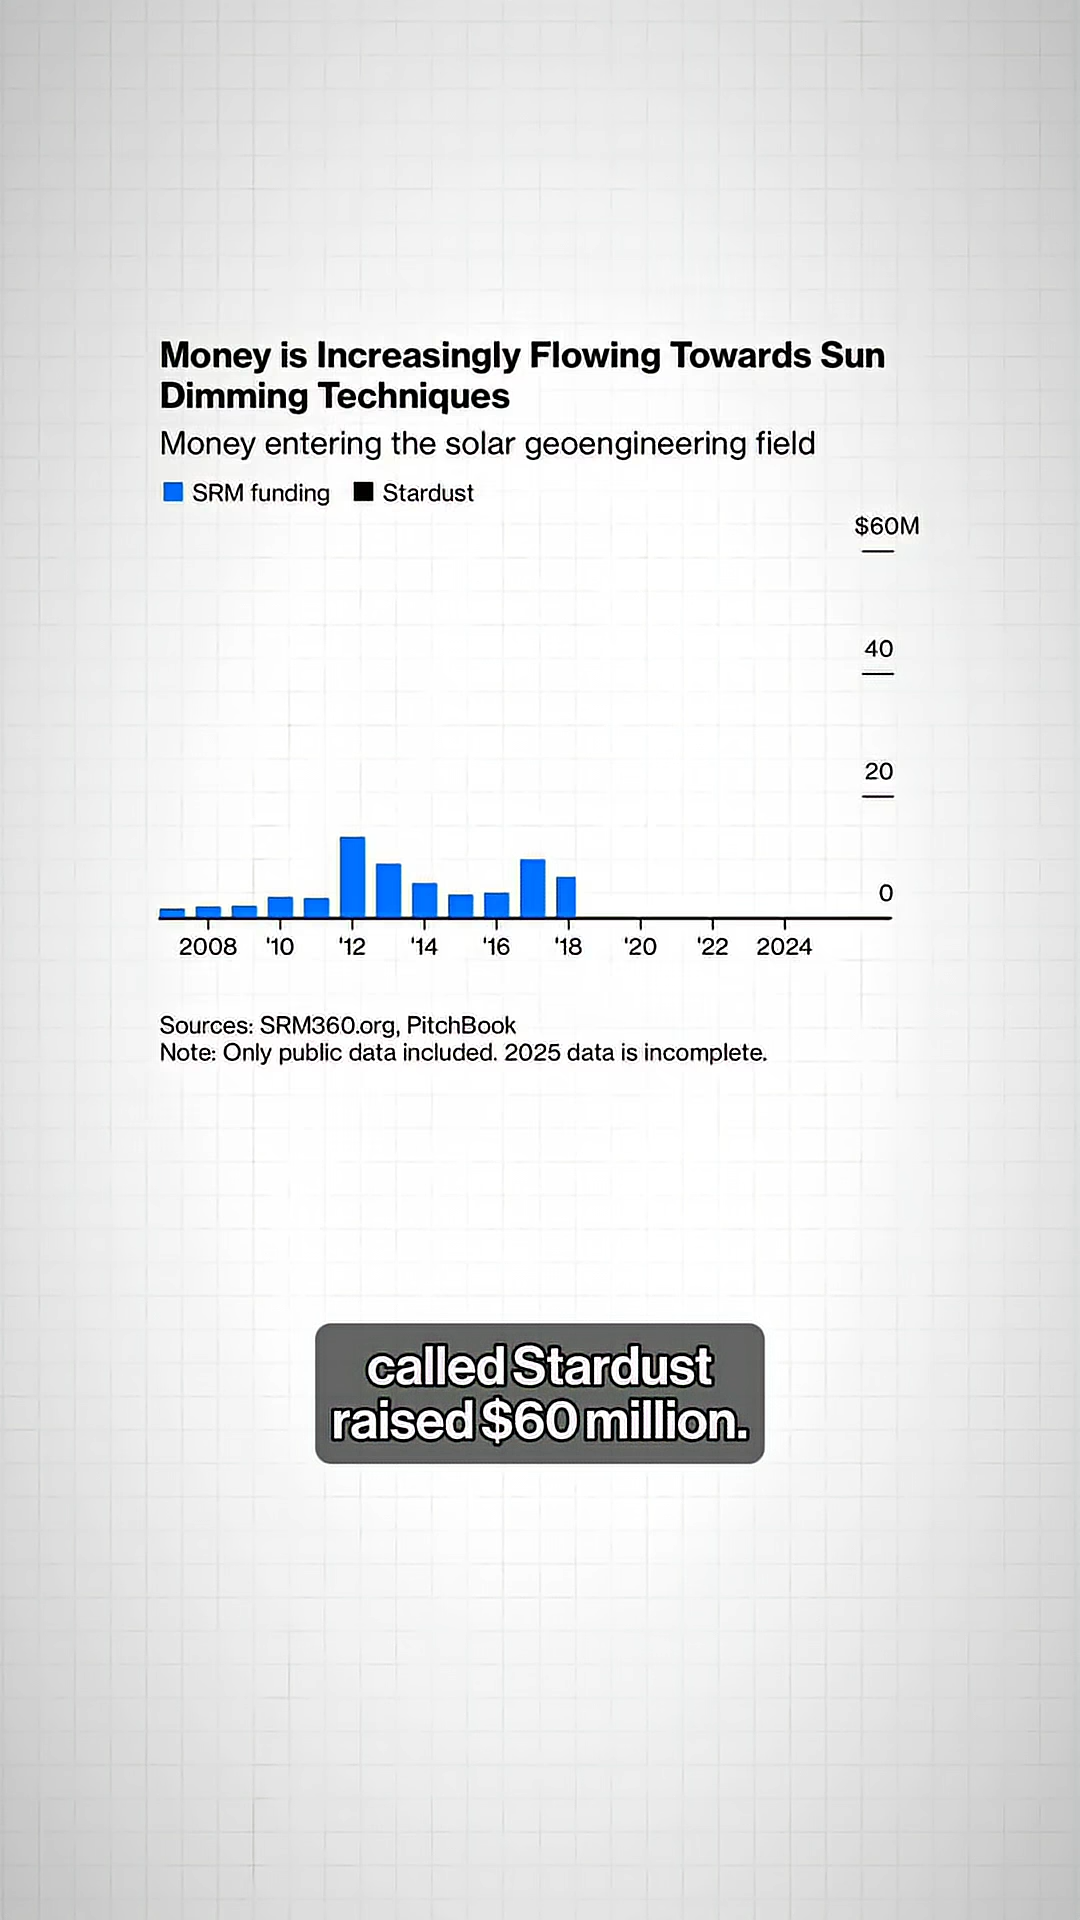 Money is Increasingly Flowing Towards Sun
Dimming Techniques
Money entering the solar geoengineering field
SRM funding Stardust
$60M
40
20
0
2008 '10 '12 '14 '16 '18 '20 '22 2024
Sources: SRM360.org, PitchBook
Note: Only public data included. 2025 data is incomplete.
called Stardust
raised $60 million.